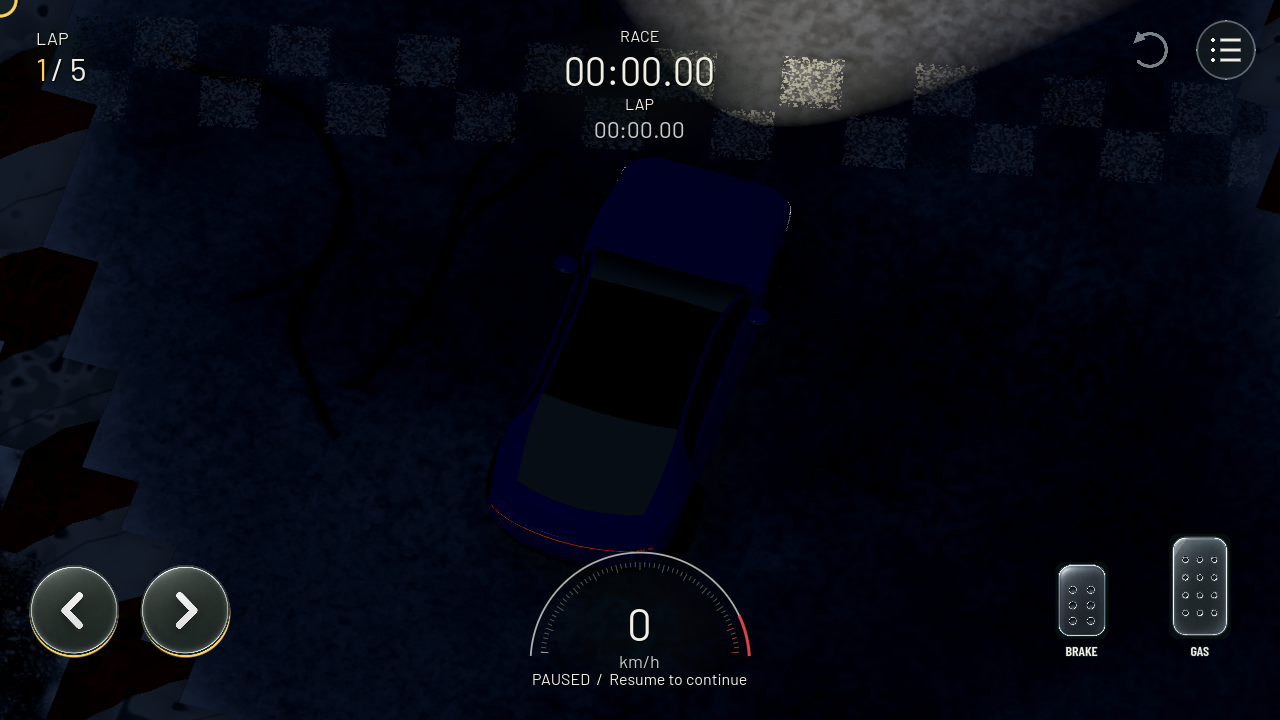 LAP
1/ 5
RACE
00:00.00
LAP
00:00.00
0
km/h
PAUSED / Resume to continue
BRAKE
GAS